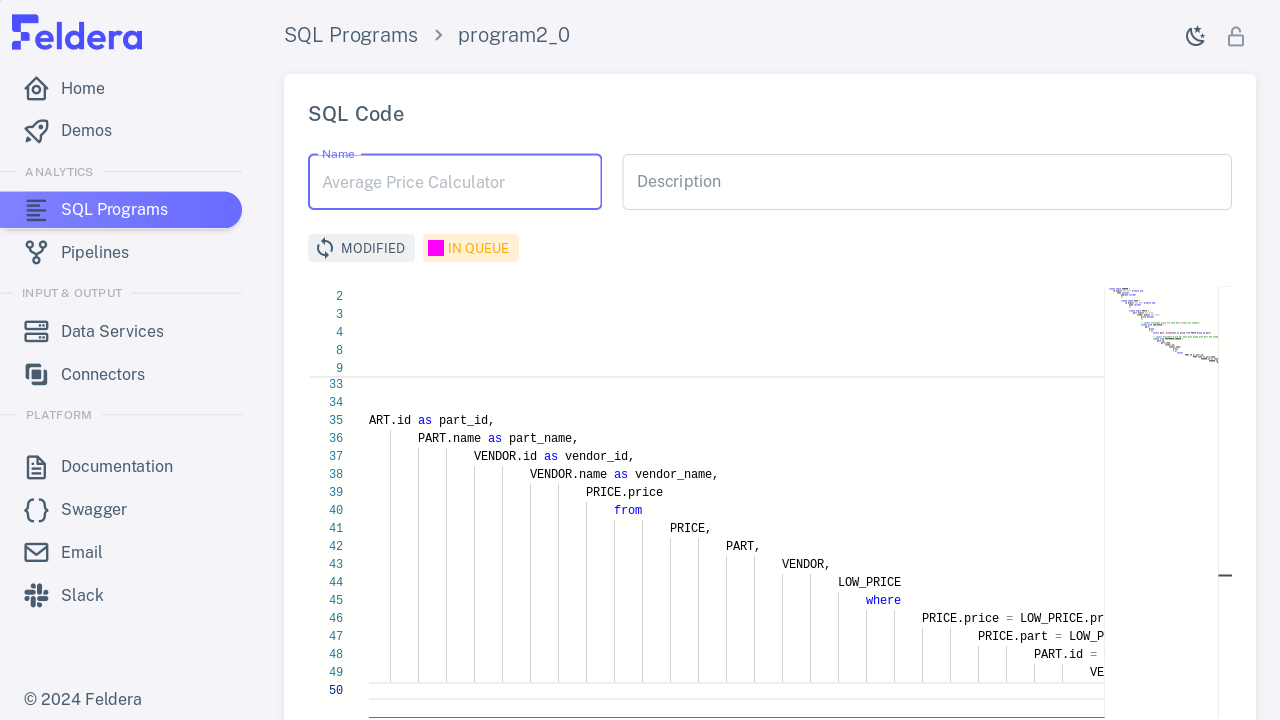 Feldera
SQL Programs
program2_0
Home
Demos
ANALYTICS
SQL Programs
Pipelines
INPUT & OUTPUT
Data Services
Connectors
PLATFORM
Documentation
Swagger
Email
Slack
© 2024 Feldera
SQL Code
Name
Average Price Calculator
Description
MODIFIED
IN QUEUE
2
3
4
8
9
33
34
35 ART.id as part_id,
36 PART.name as part_name,
37 VENDOR.id as vendor_id,
38 VENDOR.name as vendor_name,
39 PRICE.price
40 from
41 PRICE,
42 PART,
43 VENDOR,
44 LOW_PRICE
45 where
46 PRICE.price = LOW_PRICE.pr
47 PRICE.part = LOW_P
48 PART.id =
49 VE
50